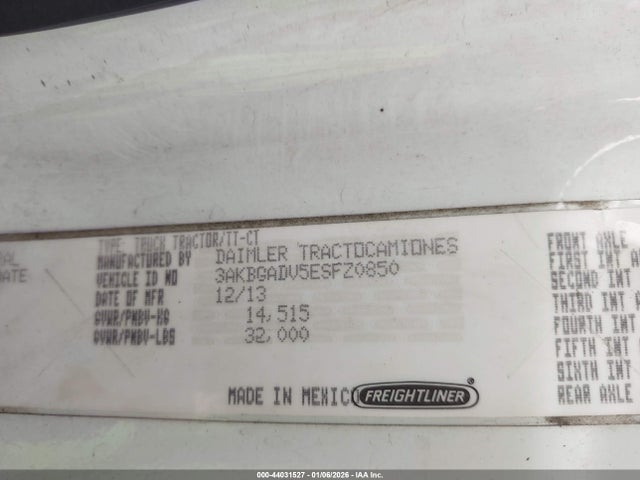 AL
DATE
TYPE: TRUCK TRACTOR/TT-CT
MANUFACTURED BY DAIMLER TRACTOCAMIONES
VEHICLE ID NO 3AKBGADV5ESFZ0850
DATE OF MFR 12/13
GVWR/PNBV-KG 14,515
GVWR/PNBV-LBS 32,000
MADE IN MEXICO
FREIGHTLINER
FRONT AXLE
FIRST INT
SECOND INT
THIRD INT
FOURTH INT
FIFTH INT
SIXTH INT
REAR AXLE
000-44031527 - 01/06/2026 - IAA Inc.